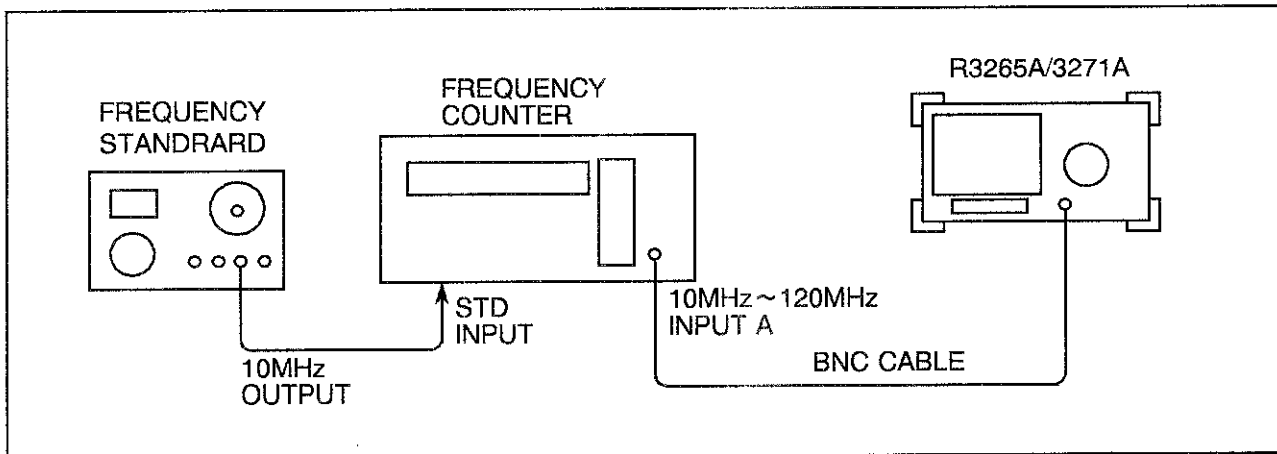 FREQUENCY
STANDRARD
FREQUENCY
COUNTER
R3265A/3271A
STD
INPUT
10MHz
OUTPUT
10MHz~120MHz
INPUT A
BNC CABLE